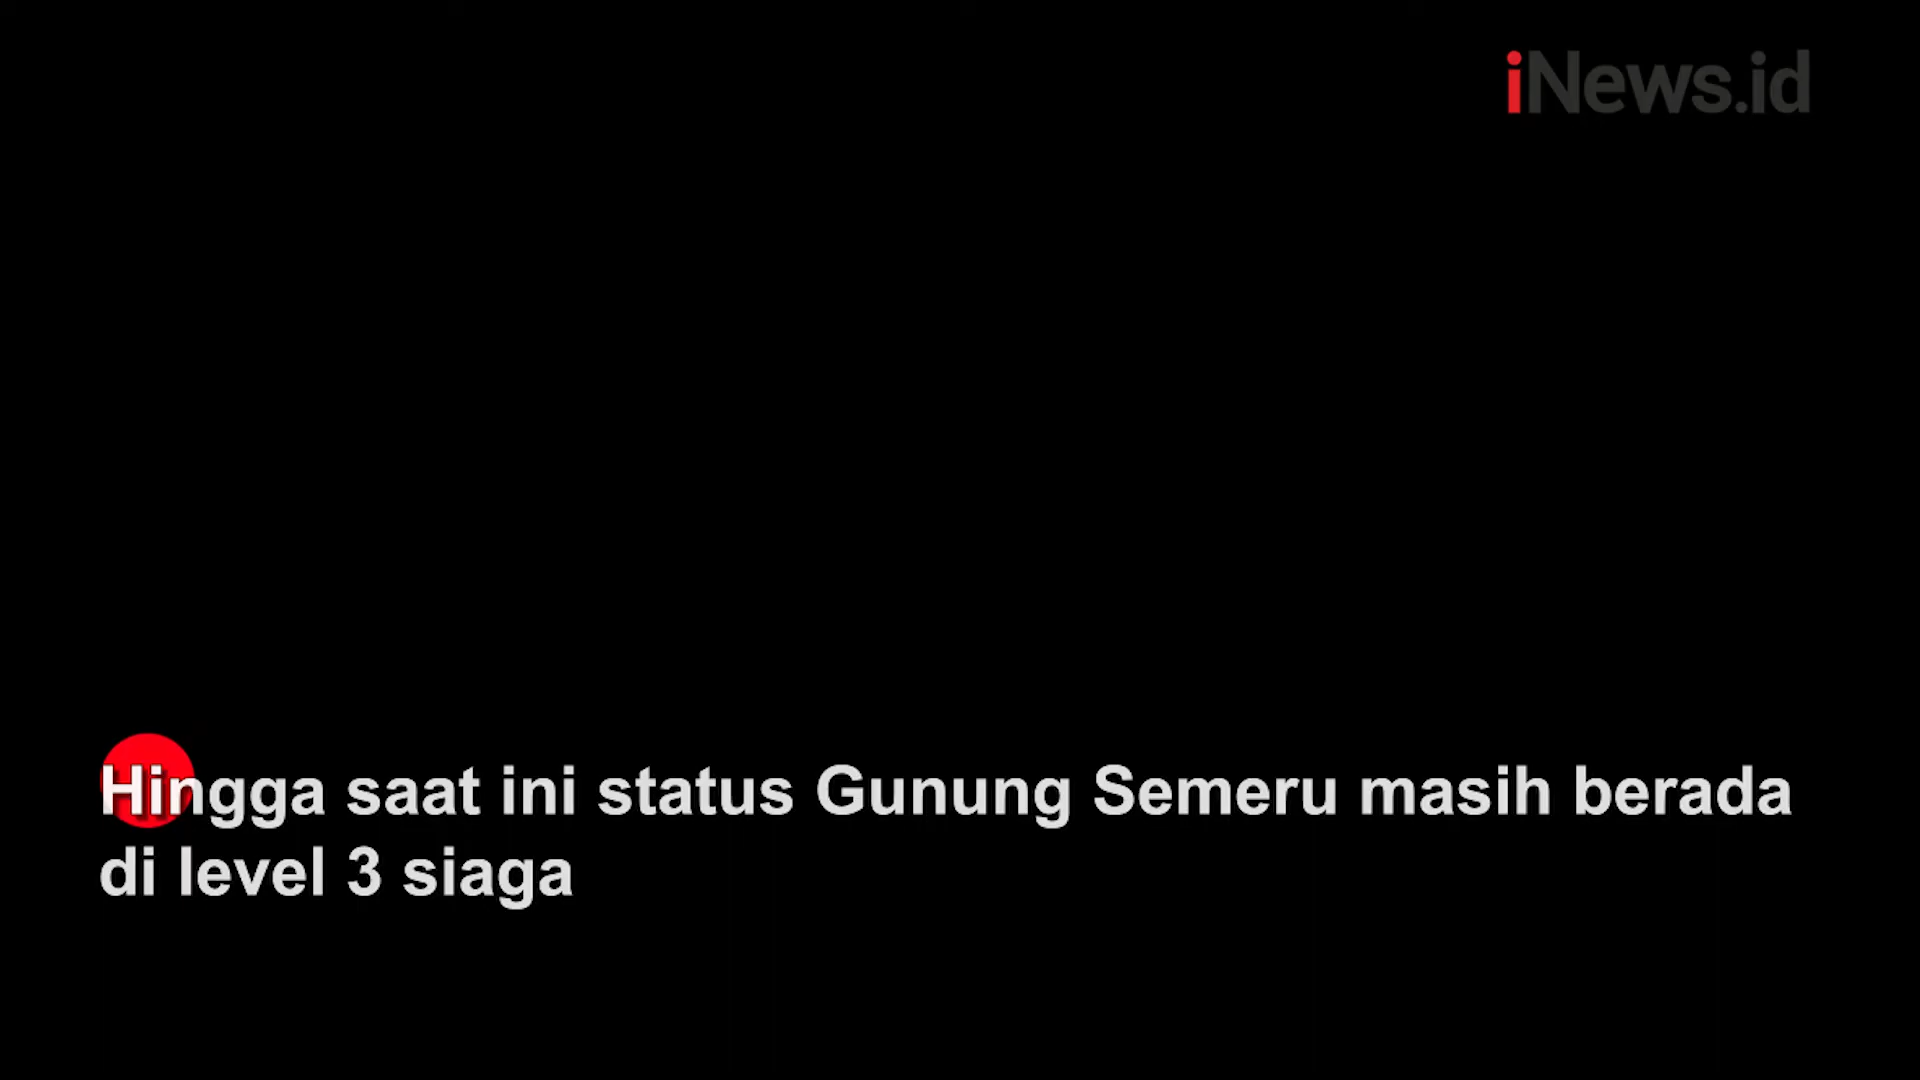 iNews.id
Hingga saat ini status Gunung Semeru masih berada
di level 3 siaga